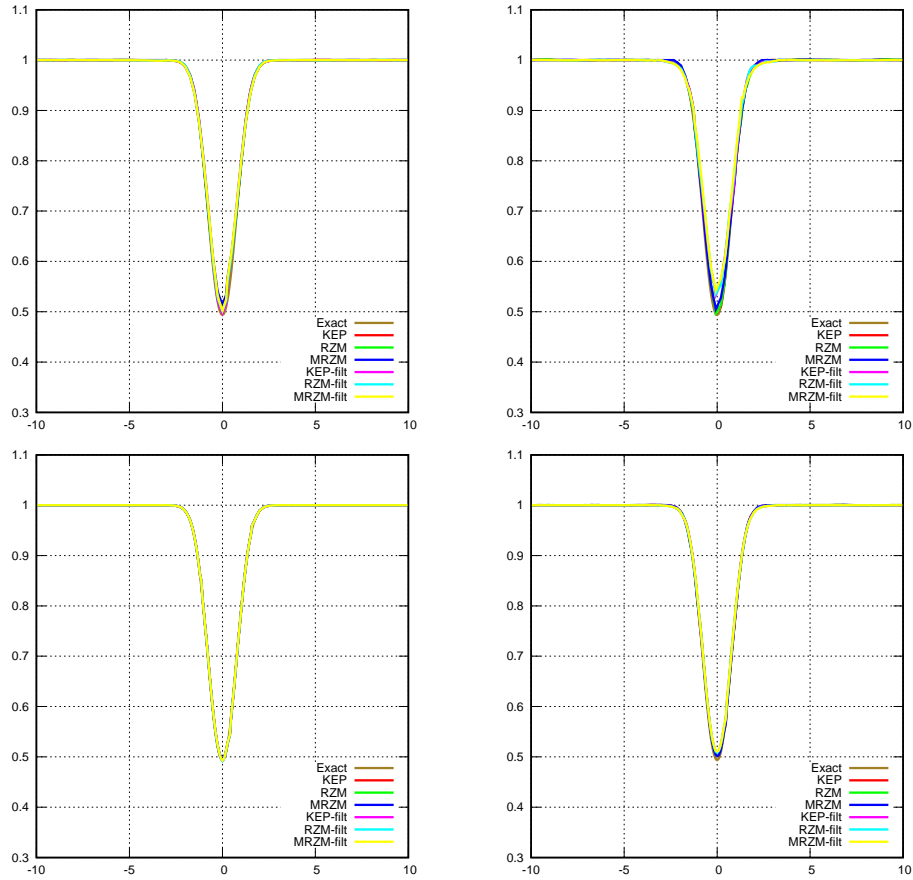 1.1
1
0.9
0.8
0.7
0.6
0.5
0.4
0.3
-10 -5 0 5 10
Exact
KEP
RZM
MRZM
KEP-filt
RZM-filt
MRZM-filt
1.1
1
0.9
0.8
0.7
0.6
0.5
0.4
0.3
-10 -5 0 5 10
Exact
KEP
RZM
MRZM
KEP-filt
RZM-filt
MRZM-filt
1.1
1
0.9
0.8
0.7
0.6
0.5
0.4
0.3
-10 -5 0 5 10
Exact
KEP
RZM
MRZM
KEP-filt
RZM-filt
MRZM-filt
1.1
1
0.9
0.8
0.7
0.6
0.5
0.4
0.3
-10 -5 0 5 10
Exact
KEP
RZM
MRZM
KEP-filt
RZM-filt
MRZM-filt